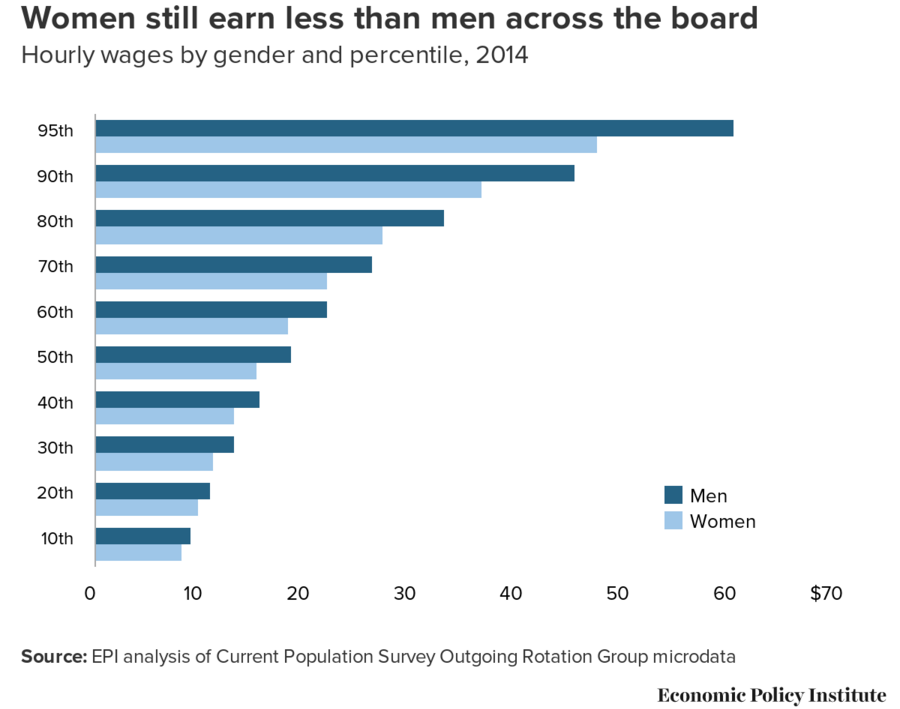 Women still earn less than men across the board
Hourly wages by gender and percentile, 2014
95th
90th
80th
70th
60th
50th
40th
30th
20th
10th
Men
Women
0 10 20 30 40 50 60 $70
Source: EPI analysis of Current Population Survey Outgoing Rotation Group microdata
Economic Policy Institute